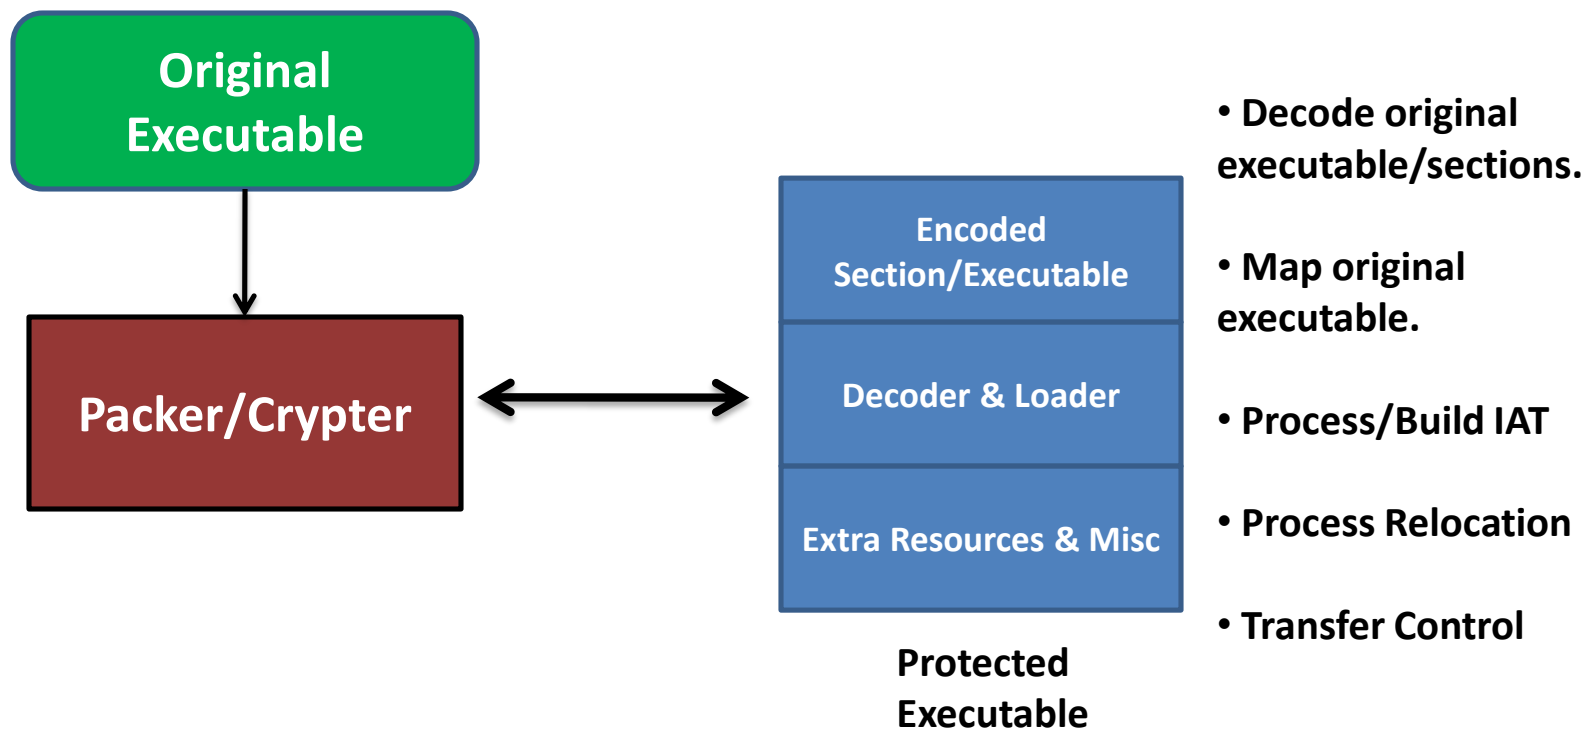 Original
Executable
Packer/Crypter
Encoded
Section/Executable
Decoder & Loader
Extra Resources & Misc
Protected
Executable
• Decode original
executable/sections.
• Map original
executable.
• Process/Build IAT
• Process Relocation
• Transfer Control